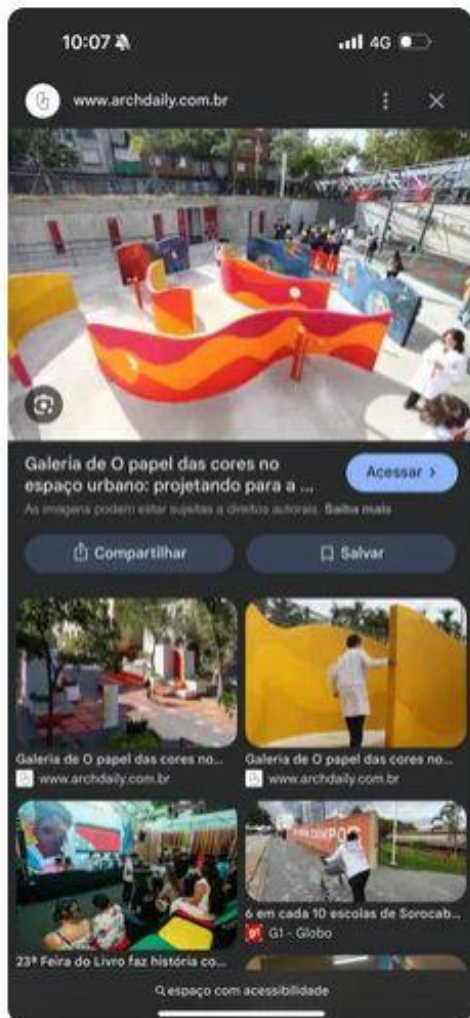 10:07
4G
www.archdaily.com.br
Galeria de O papel das cores no
espaço urbano: projetando para a ...
Acessar >
As imagens podem estar sujeitas a direitos autorais. Saiba mais
Compartilhar
Salvar
Galeria de O papel das cores no...
www.archdaily.com.br
Galeria de O papel das cores no...
www.archdaily.com.br
23ª Feira do Livro faz história co...
6 em cada 10 escolas de Sorocab...
G1 - Globo
espaço com acessibilidade